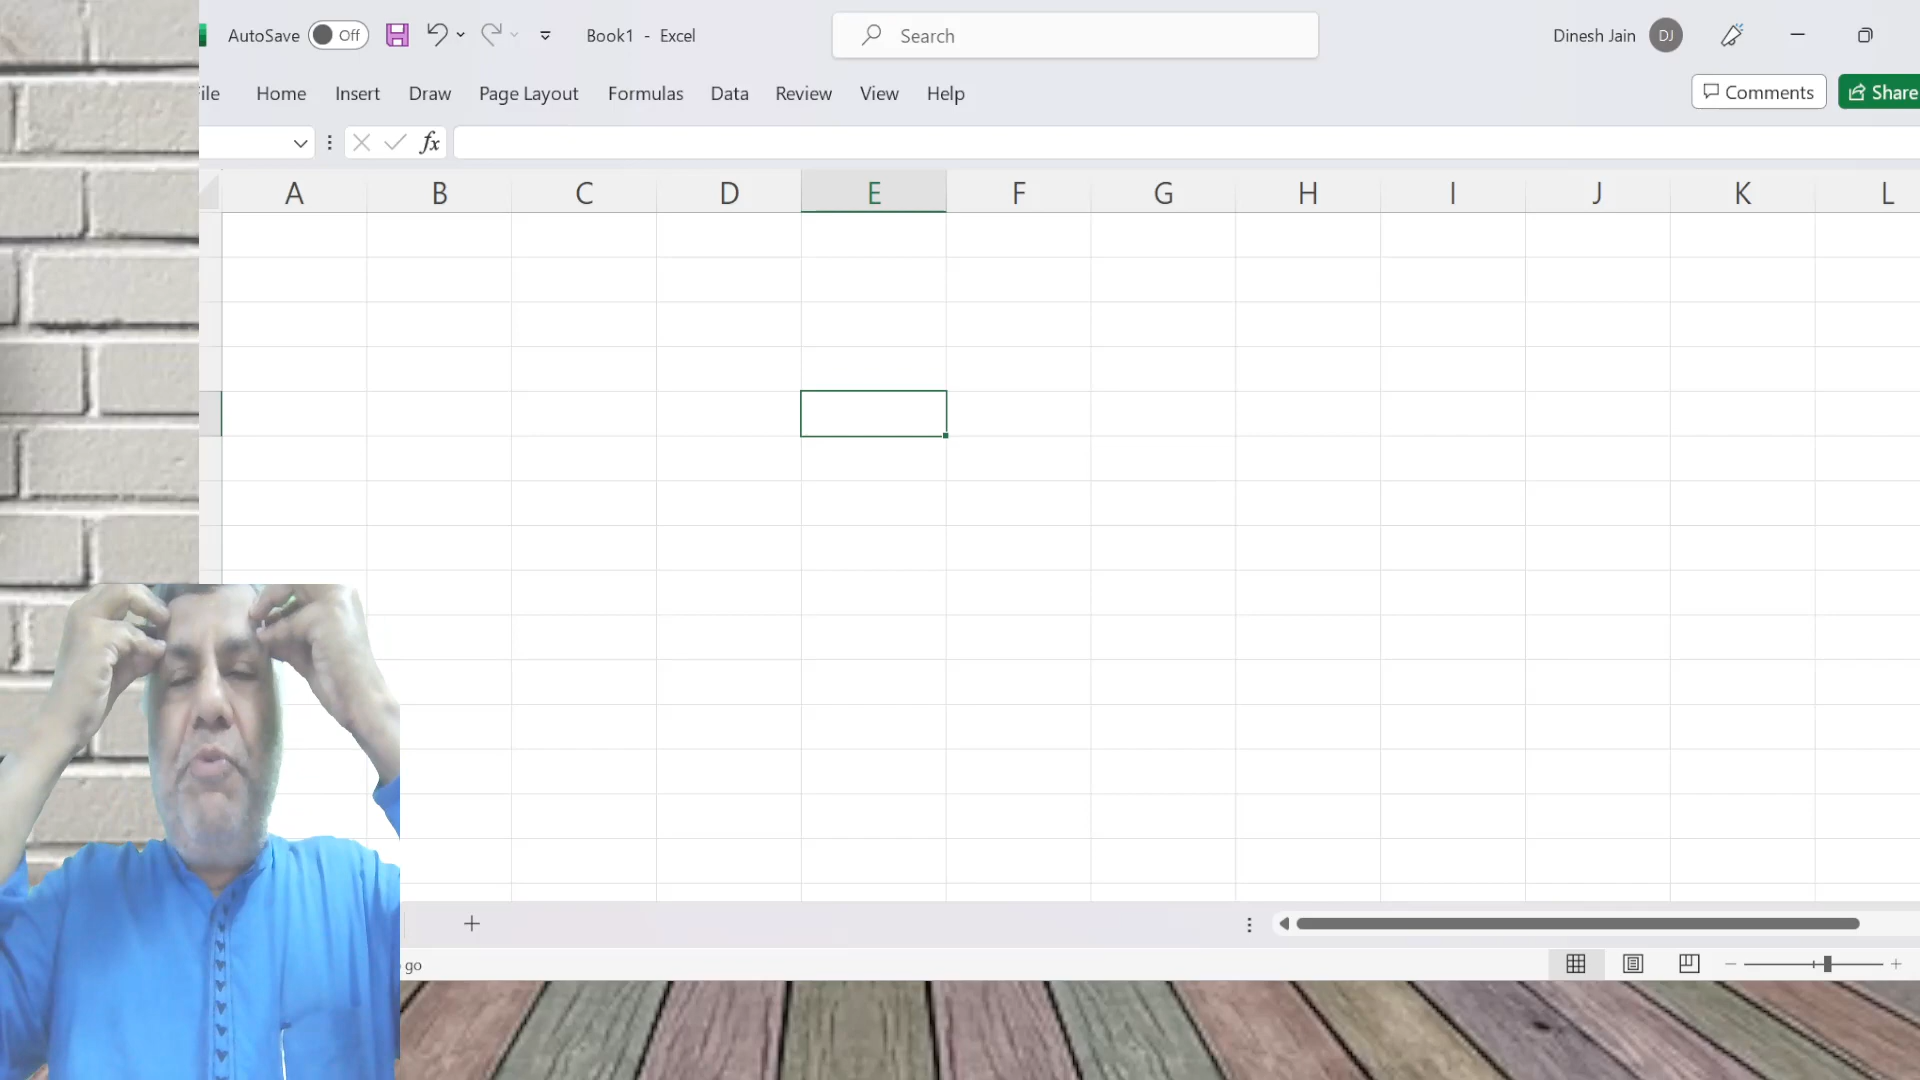 AutoSave Off Book1 - Excel Search Dinesh Jain DJ
ile Home Insert Draw Page Layout Formulas Data Review View Help Comments Share
fx
A B C D E F G H I J K L
go